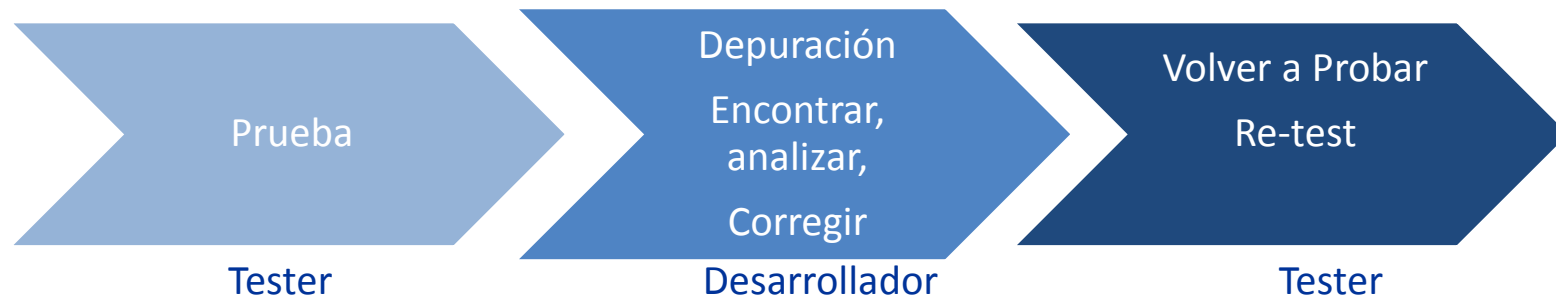 Prueba
Depuración
Encontrar,
analizar,
Corregir
Volver a Probar
Re-test
Tester
Desarrollador
Tester